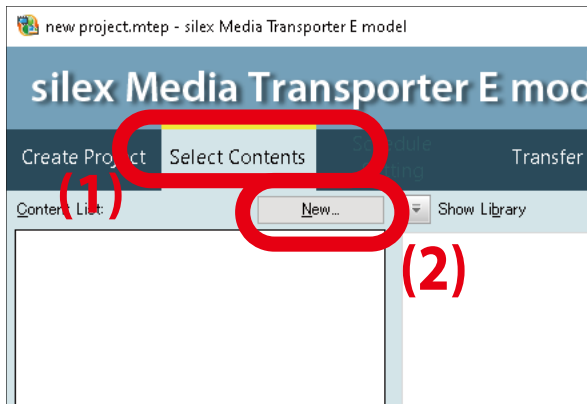 new project.mtep - silex Media Transporter E model
silex Media Transporter E mod
Create Project Select Contents Schedule Transfer
(1)
Content List: New... Show Library
(2)